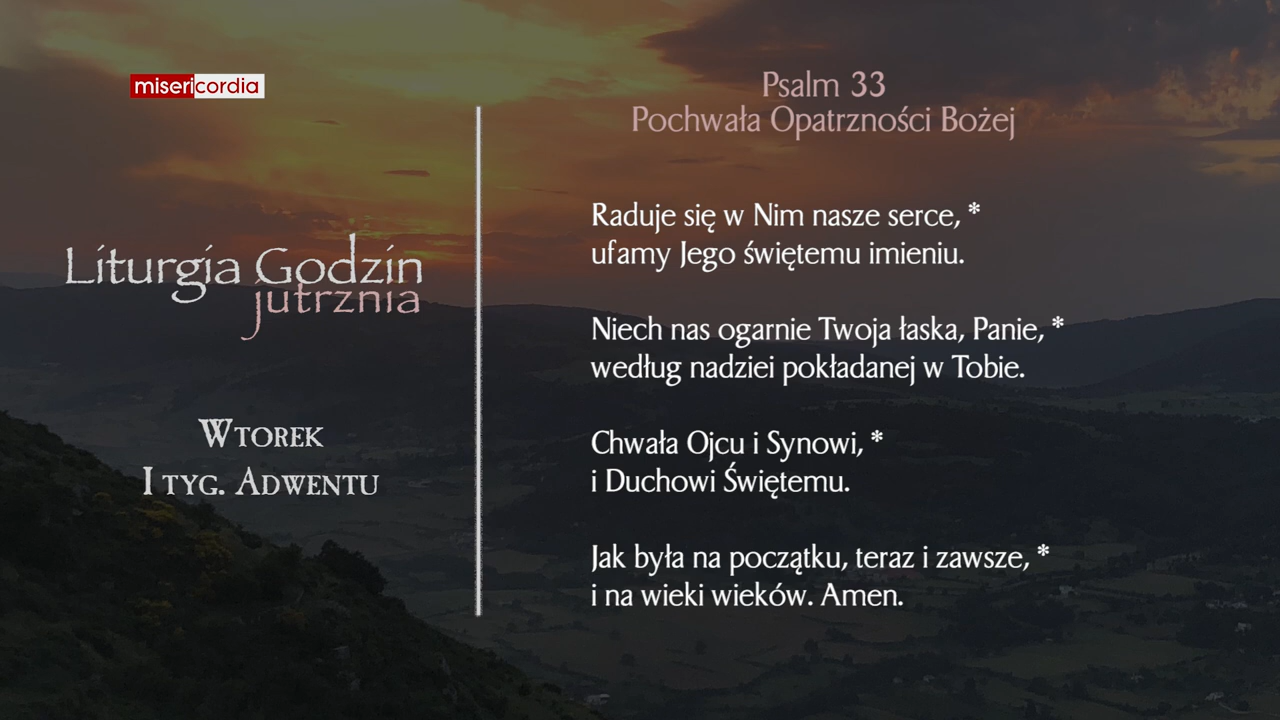 misericordia
Liturgia Godzin
jutrznia
Wtorek
I tyg. Adwentu
Psalm 33
Pochwała Opatrzności Bożej
Raduje się w Nim nasze serce, *
ufamy Jego świętemu imieniu.
Niech nas ogarnie Twoja łaska, Panie, *
według nadziei pokładanej w Tobie.
Chwała Ojcu i Synowi, *
i Duchowi Świętemu.
Jak była na początku, teraz i zawsze, *
i na wieki wieków. Amen.